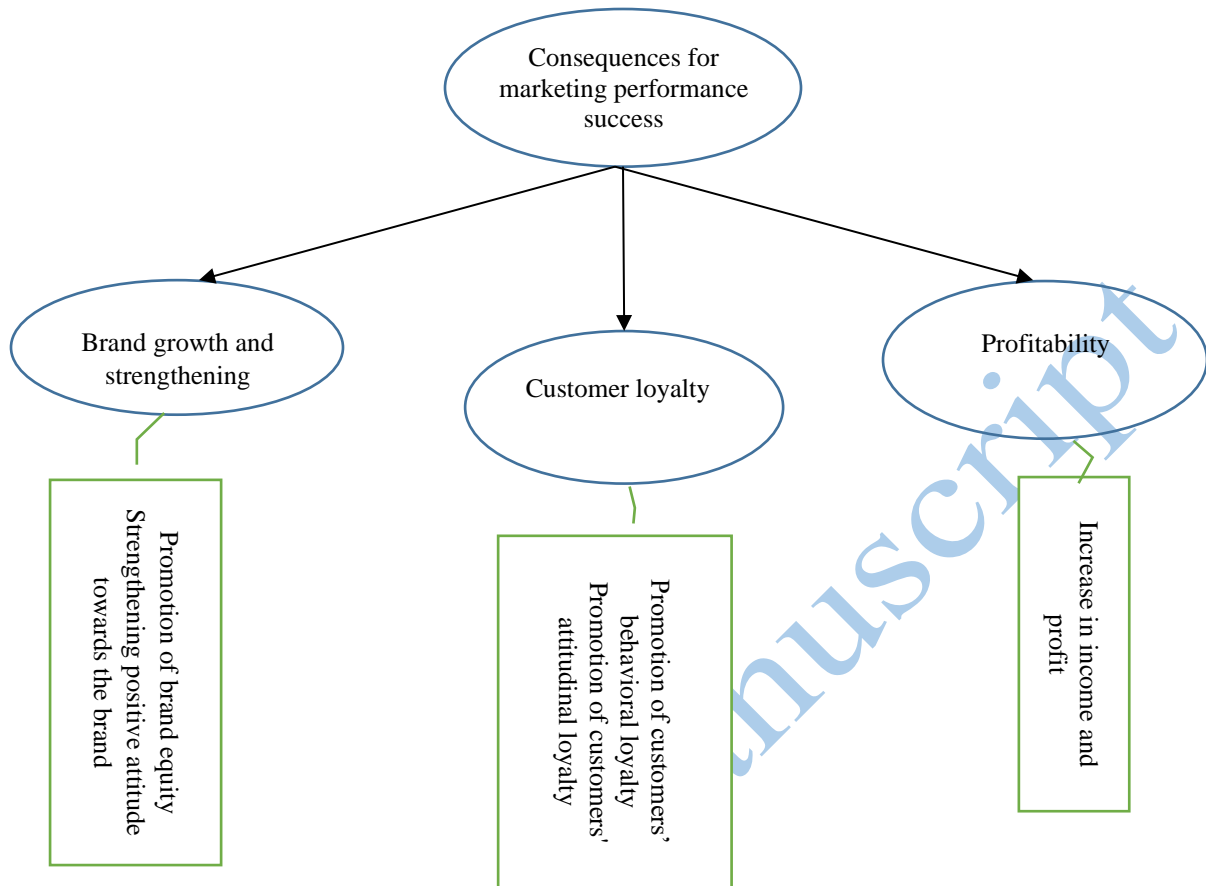 Consequences for
marketing performance
success
Brand growth and
strengthening
Customer loyalty
Profitability
Promotion of brand equity
Strengthening positive attitude
towards the brand
Promotion of customers’
behavioral loyalty
Promotion of customers'
attitudinal loyalty
Increase in income and
profit
nuscript